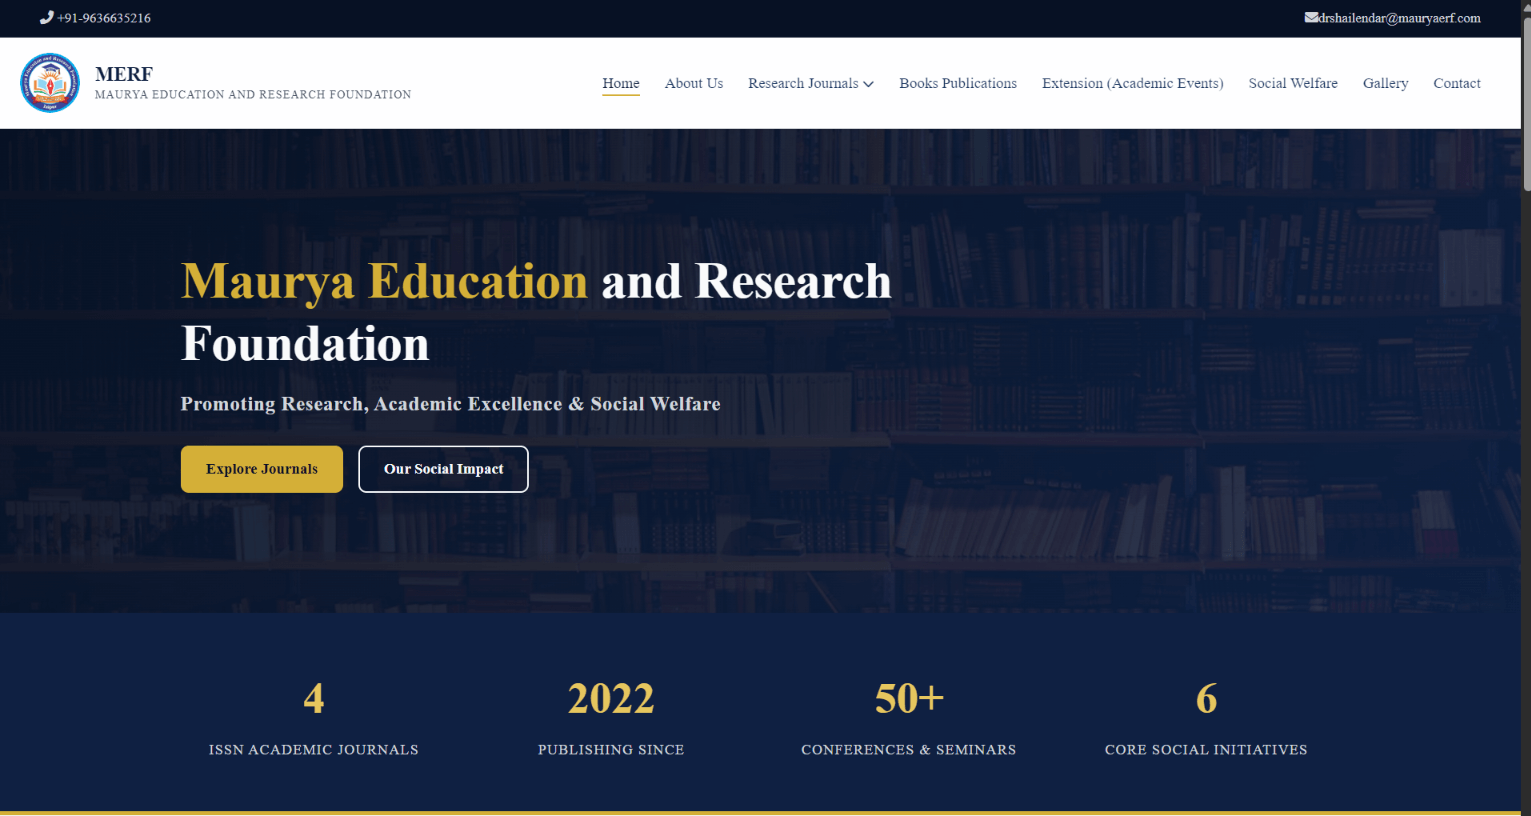 +91-9636635216
drshailendar@mauryaerf.com
MERF
MAURYA EDUCATION AND RESEARCH FOUNDATION
Home About Us Research Journals Books Publications Extension (Academic Events) Social Welfare Gallery Contact
Maurya Education and Research
Foundation
Promoting Research, Academic Excellence & Social Welfare
Explore Journals Our Social Impact
4 2022 50+ 6
ISSN ACADEMIC JOURNALS PUBLISHING SINCE CONFERENCES & SEMINARS CORE SOCIAL INITIATIVES